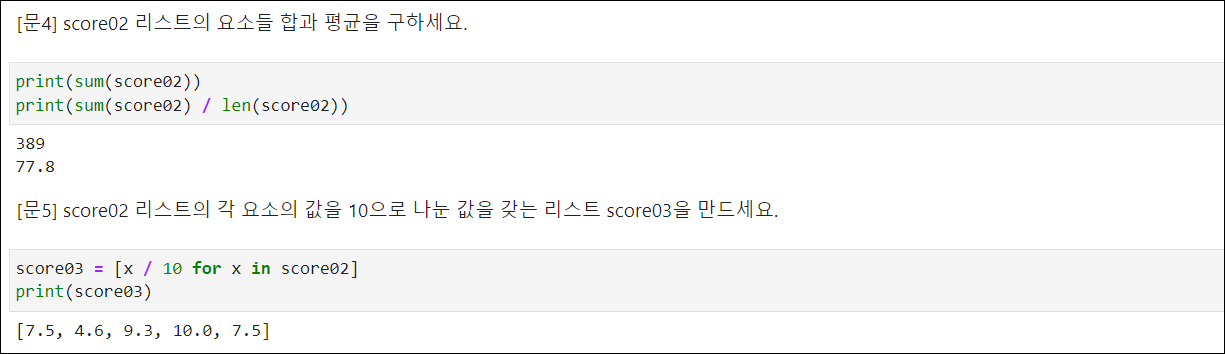 [문4] score02 리스트의 요소들 합과 평균을 구하세요.
print(sum(score02))
print(sum(score02) / len(score02))
389
77.8
[문5] score02 리스트의 각 요소의 값을 10으로 나눈 값을 갖는 리스트 score03을 만드세요.
score03 = [x / 10 for x in score02]
print(score03)
[7.5, 4.6, 9.3, 10.0, 7.5]